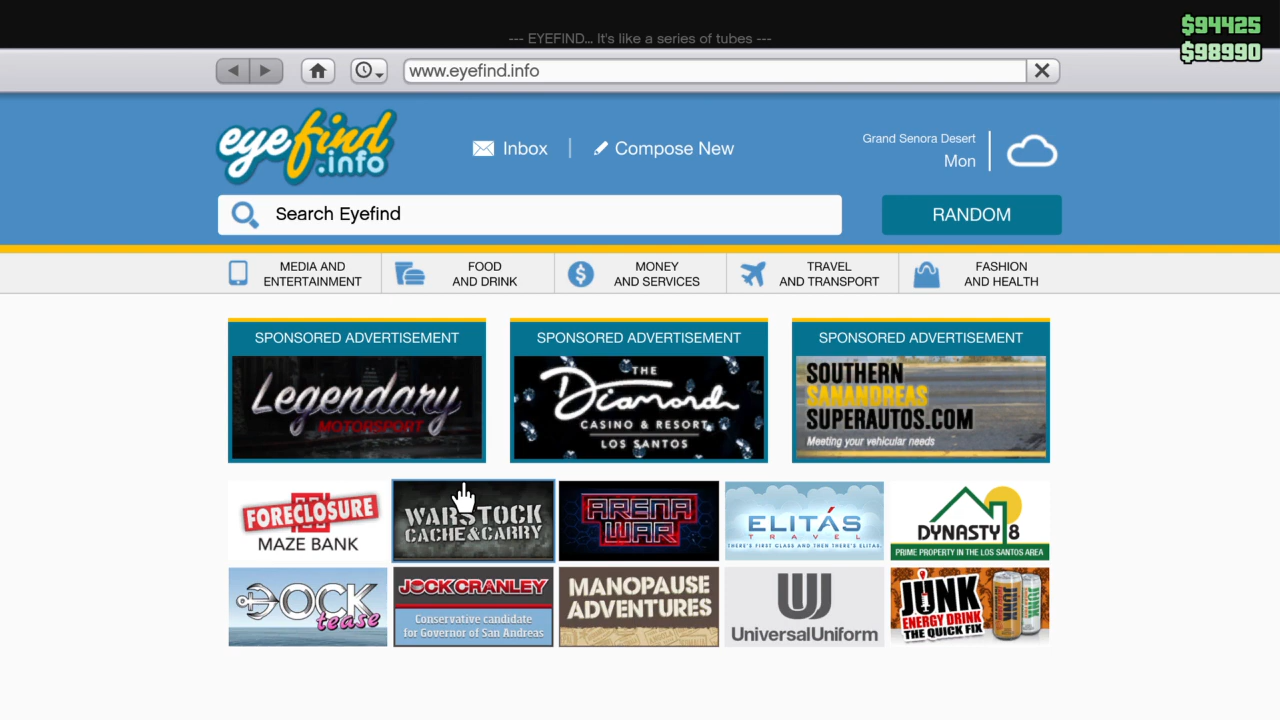 $94425
--- EYEFIND... It's like a series of tubes ---
$98990
www.eyefind.info
eyefind
.info
Inbox
Compose New
Grand Senora Desert
Mon
Search Eyefind
RANDOM
MEDIA AND
ENTERTAINMENT
FOOD
AND DRINK
MONEY
AND SERVICES
TRAVEL
AND TRANSPORT
FASHION
AND HEALTH
SPONSORED ADVERTISEMENT
Legendary
MOTORSPORT
SPONSORED ADVERTISEMENT
THE
Diamond
CASINO & RESORT
LOS SANTOS
SPONSORED ADVERTISEMENT
SOUTHERN
SANANDREAS
SUPERAUTOS.COM
Meeting your vehicular needs
FORECLOSURE
MAZE BANK
WARSTOCK
CACHE&CARRY
ARENA
WAR
ELITÁS
TRAVEL
THERE'S FIRST CLASS AND THEN THERE'S ELITAS.
DYNASTY 8
PRIME PROPERTY IN THE LOS SANTOS AREA
DOCK
tease
JOCK CRANLEY
Conservative candidate
for Governor of San Andreas
MANOPAUSE
ADVENTURES
UniversalUniform
JUNK
ENERGY DRINK
THE QUICK FIX